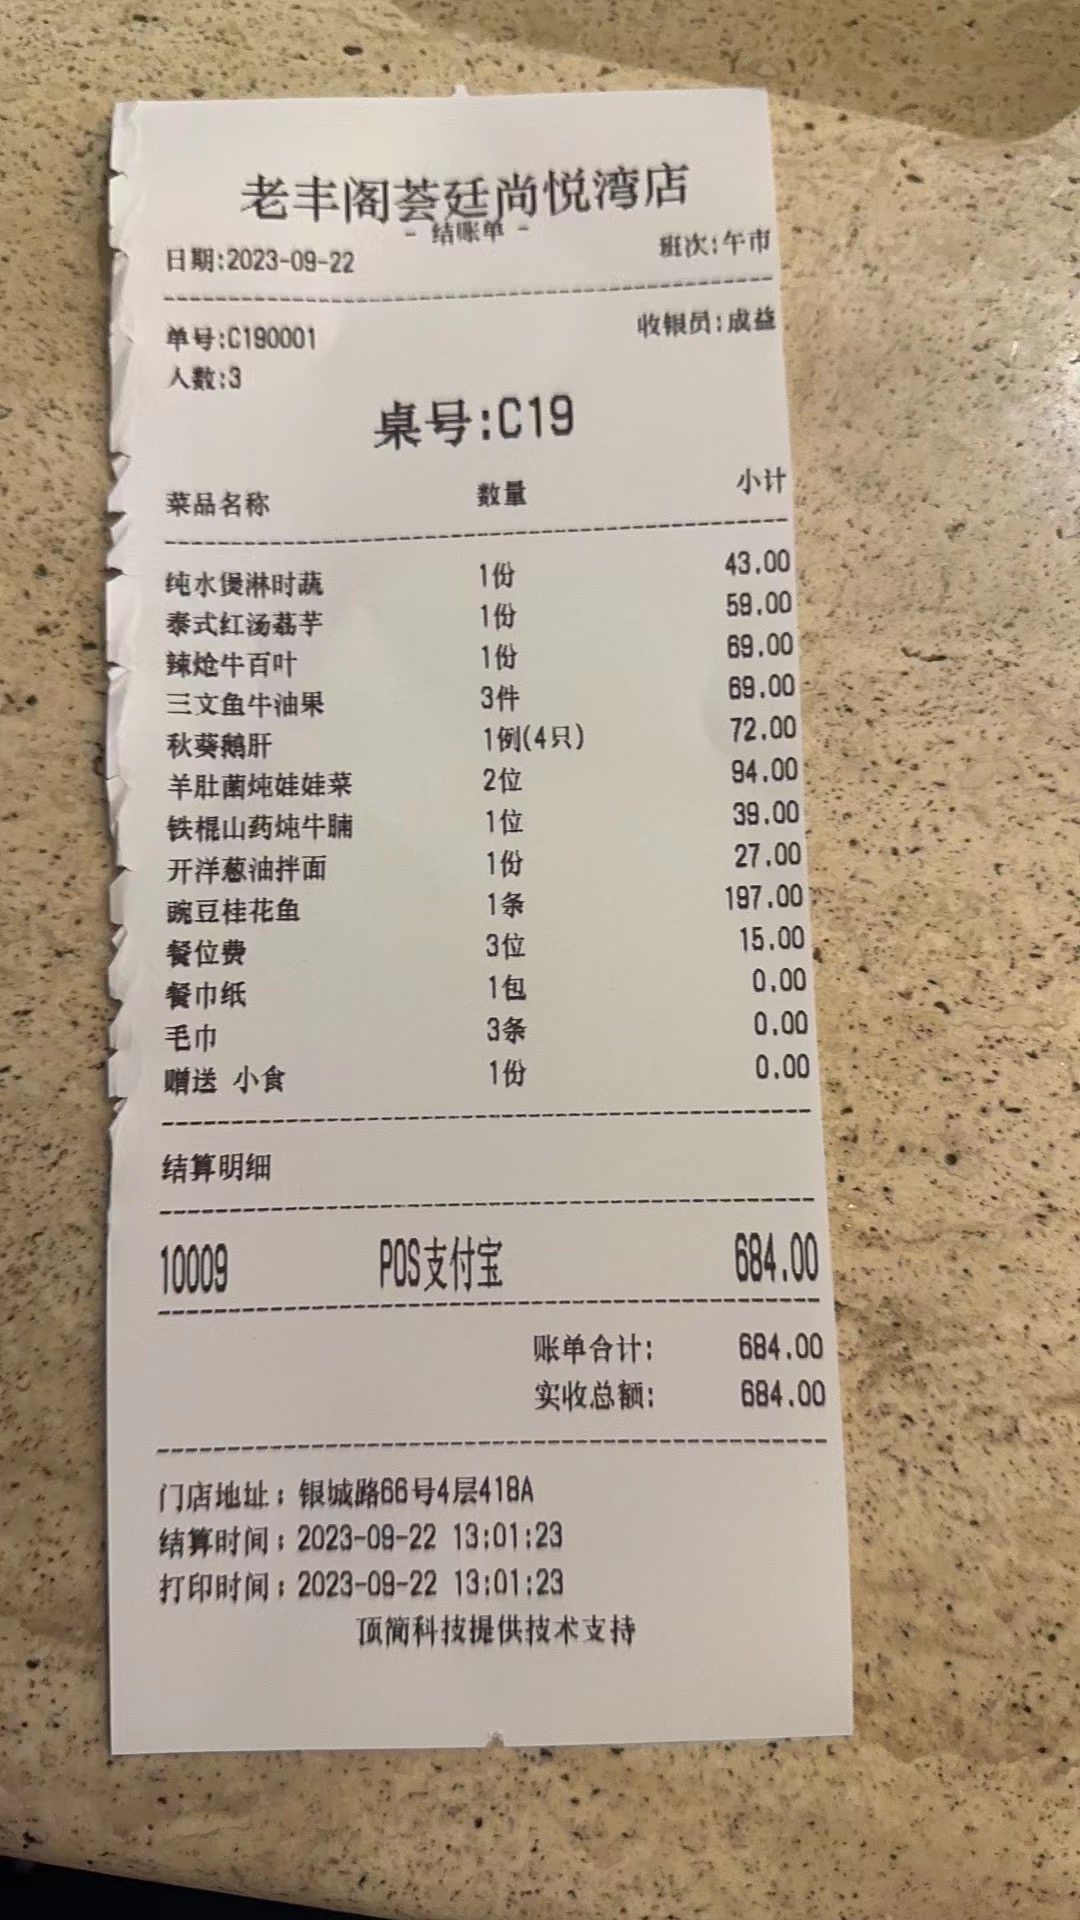 老丰阁荟廷尚悦湾店
- 结账单 -
日期:2023-09-22 班次:午市
单号:C190001 收银员:成益
人数:3
桌号:C19
菜品名称 数量 小计
纯水煲淋时蔬 1份 43.00
泰式红汤荔芋 1份 59.00
辣炝牛百叶 1份 69.00
三文鱼牛油果 3件 69.00
秋葵鹅肝 1例(4只) 72.00
羊肚菌炖娃娃菜 2位 94.00
铁棍山药炖牛腩 1位 39.00
开洋葱油拌面 1份 27.00
豌豆桂花鱼 1条 197.00
餐位费 3位 15.00
餐巾纸 1包 0.00
毛巾 3条 0.00
赠送 小食 1份 0.00
结算明细
10009 POS支付宝 684.00
账单合计: 684.00
实收总额: 684.00
门店地址：银城路66号4层418A
结算时间：2023-09-22 13:01:23
打印时间：2023-09-22 13:01:23
顶简科技提供技术支持